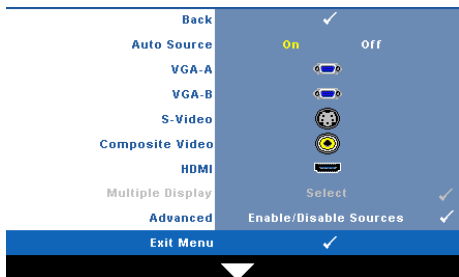 Back
Auto Source On Off
VGA-A
VGA-B
S-Video
Composite Video
HDMI
Multiple Display Select
Advanced Enable/Disable Sources
Exit Menu